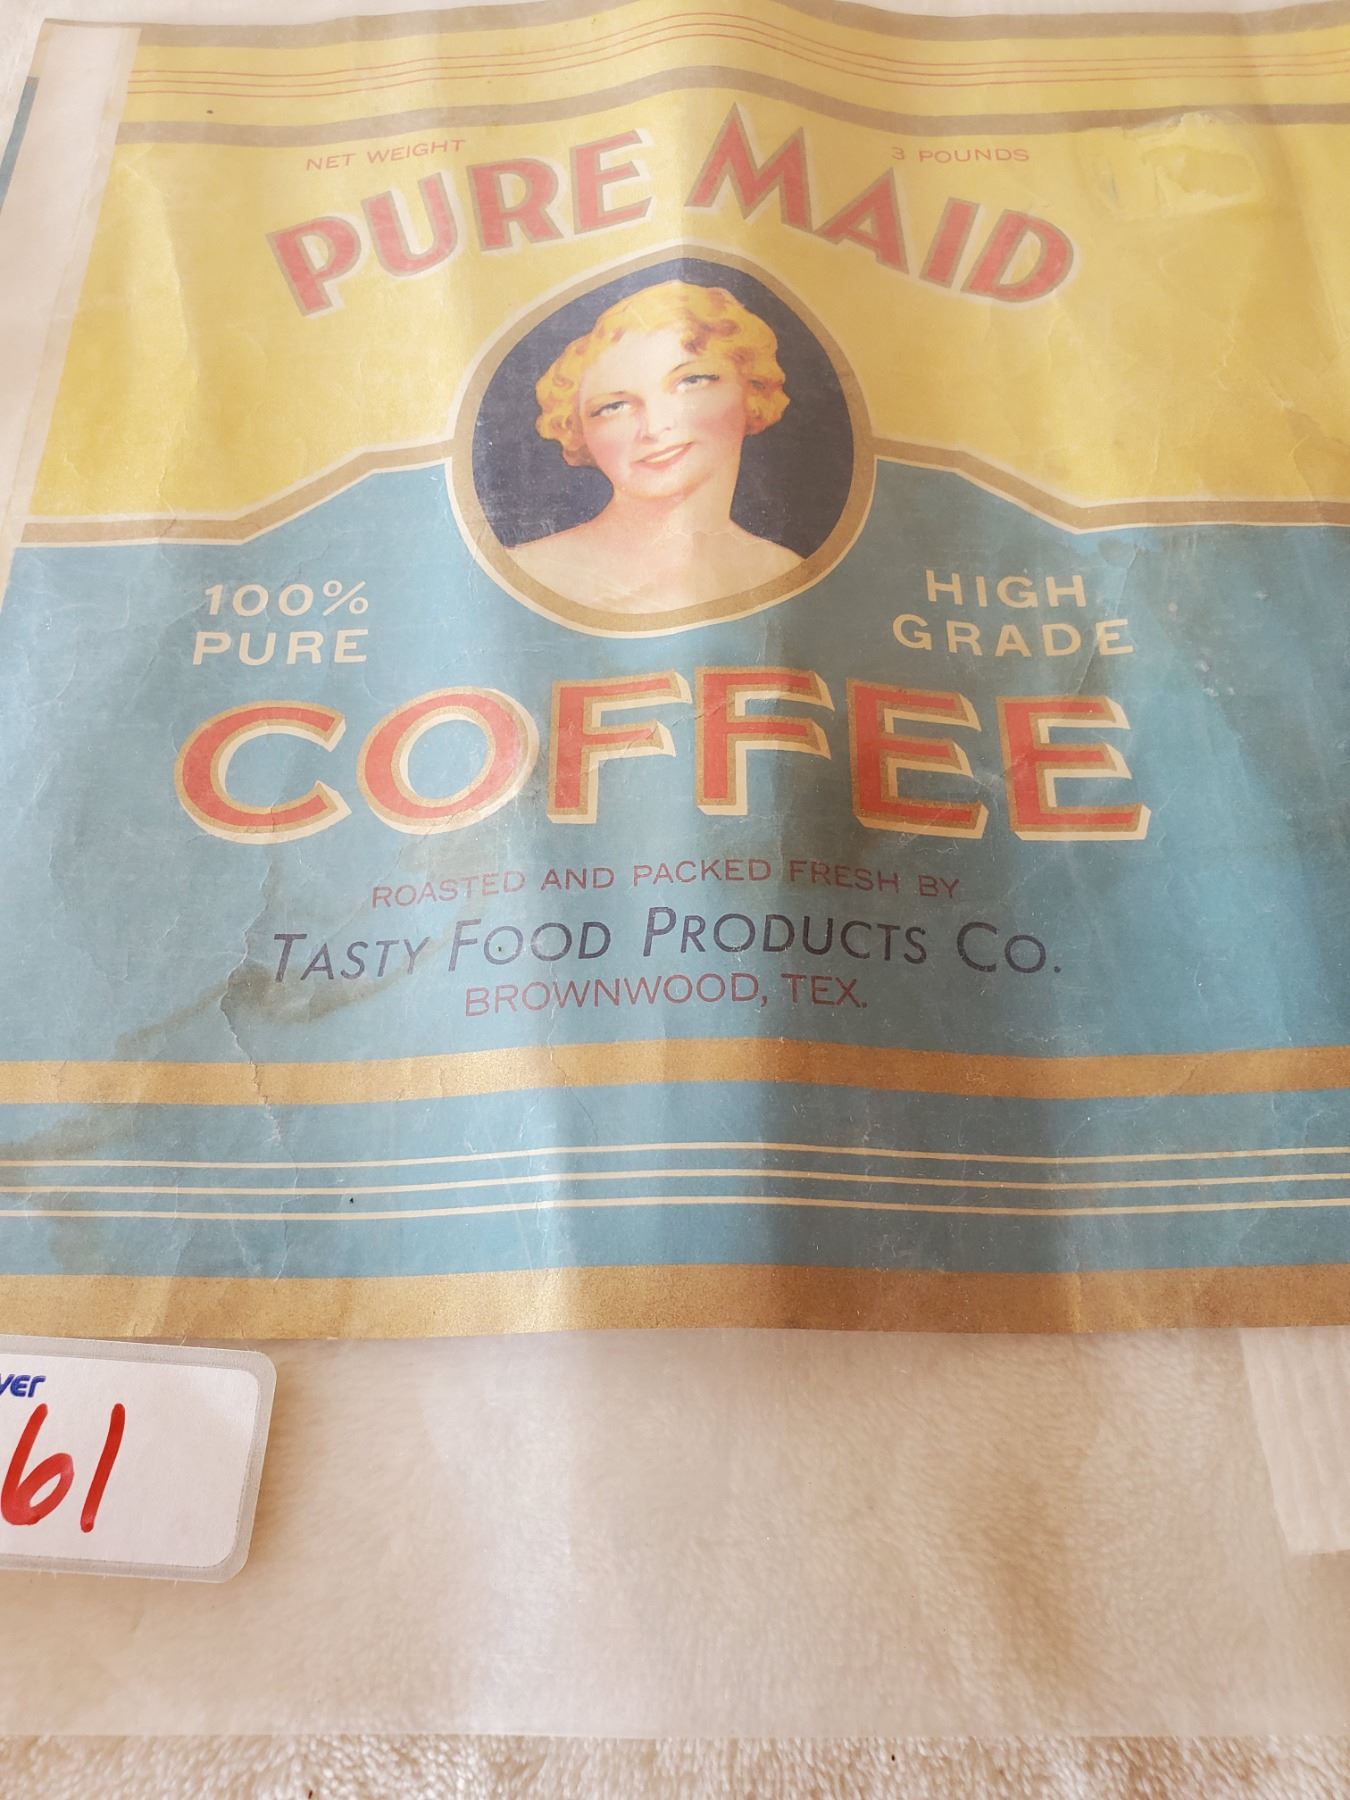 NET WEIGHT 3 POUNDS
PURE MAID
100% PURE
HIGH GRADE
COFFEE
ROASTED AND PACKED FRESH BY
TASTY FOOD PRODUCTS CO.
BROWNWOOD, TEX.
61